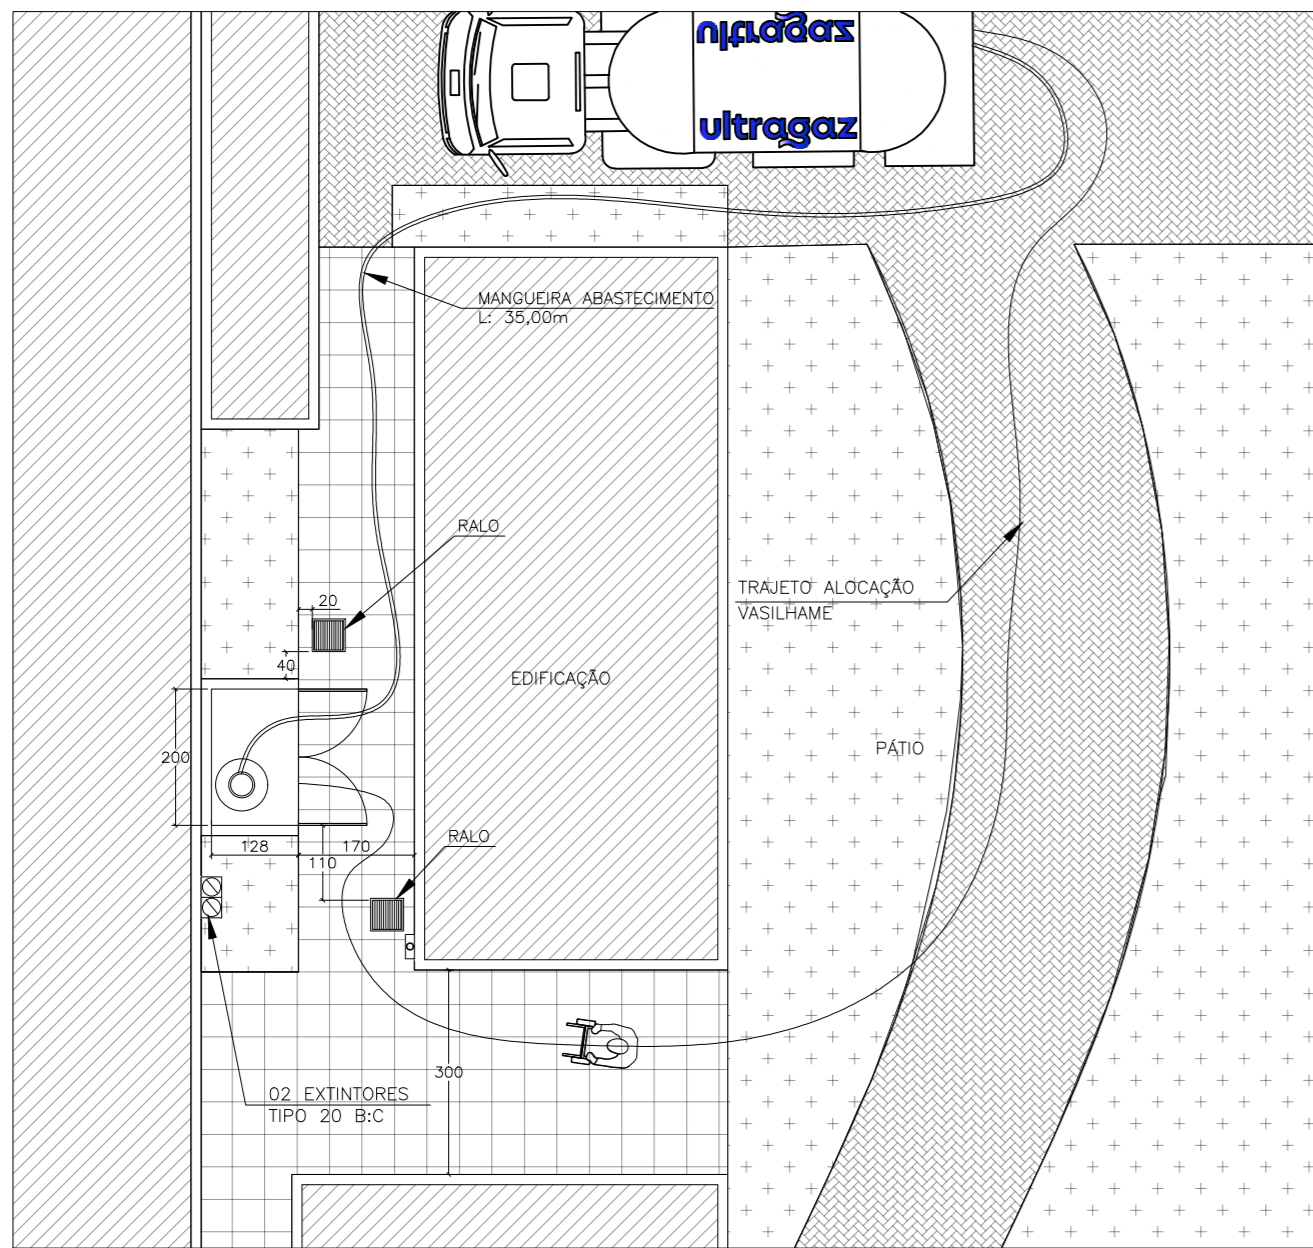 ultragaz
ultragaz
MANGUEIRA ABASTECIMENTO
L: 35,00m
RALO
TRAJETO ALOCAÇÃO
VASILHAME
20
40
EDIFICAÇÃO
PÁTIO
200
RALO
128
170
110
300
02 EXTINTORES
TIPO 20 B:C